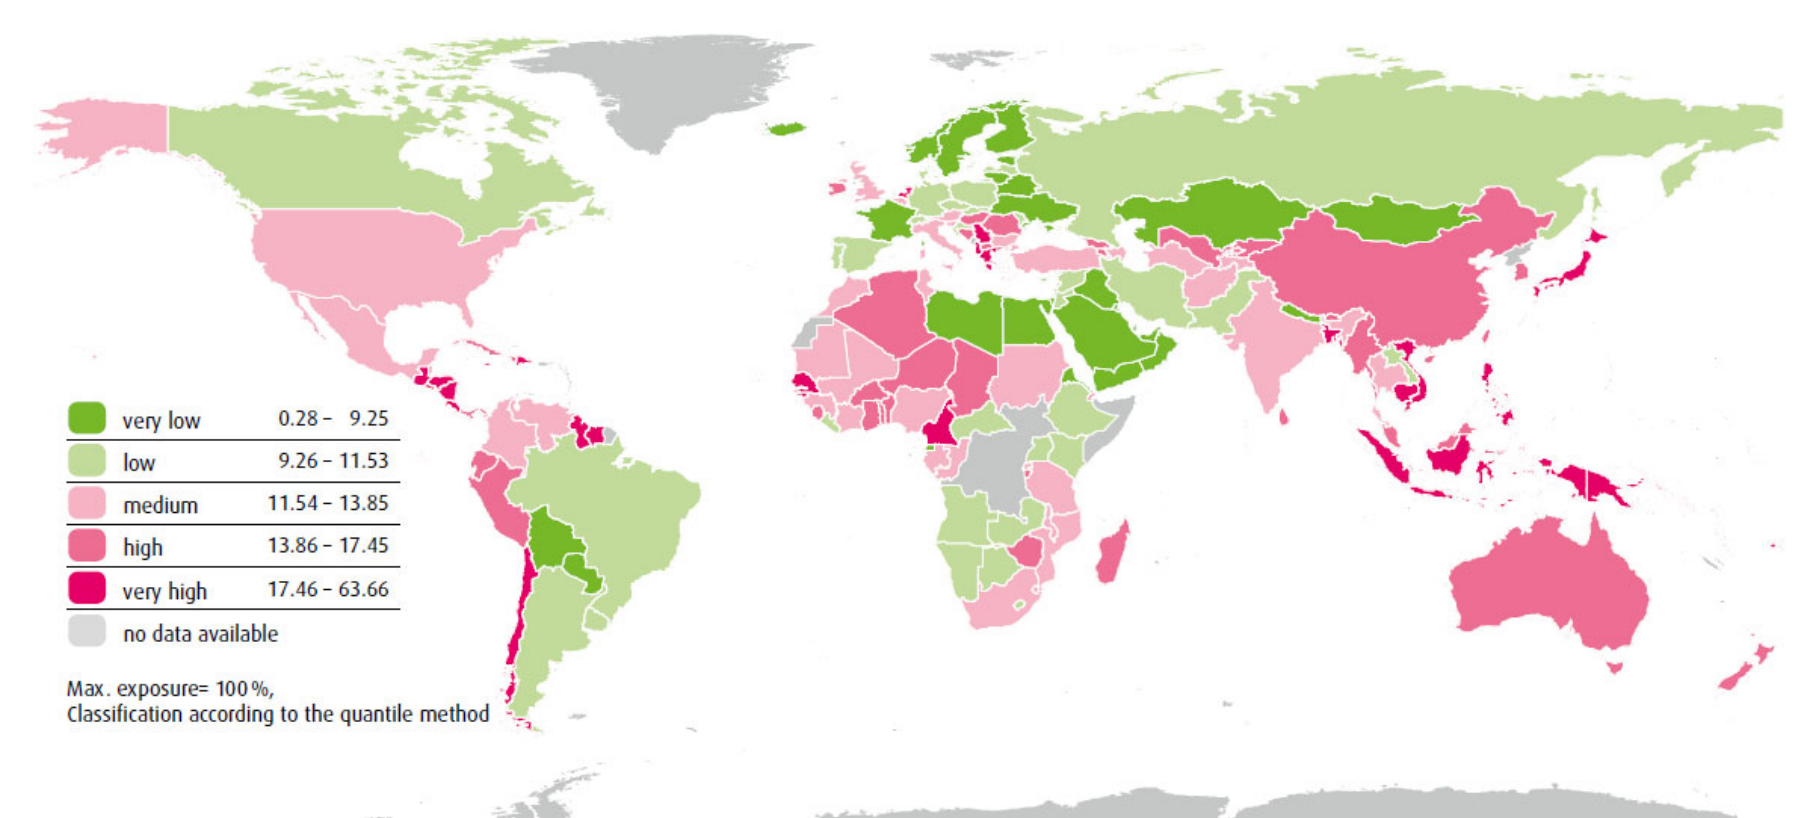 very low 0.28 – 9.25
low 9.26 – 11.53
medium 11.54 – 13.85
high 13.86 – 17.45
very high 17.46 – 63.66
no data available
Max. exposure= 100 %,
Classification according to the quantile method